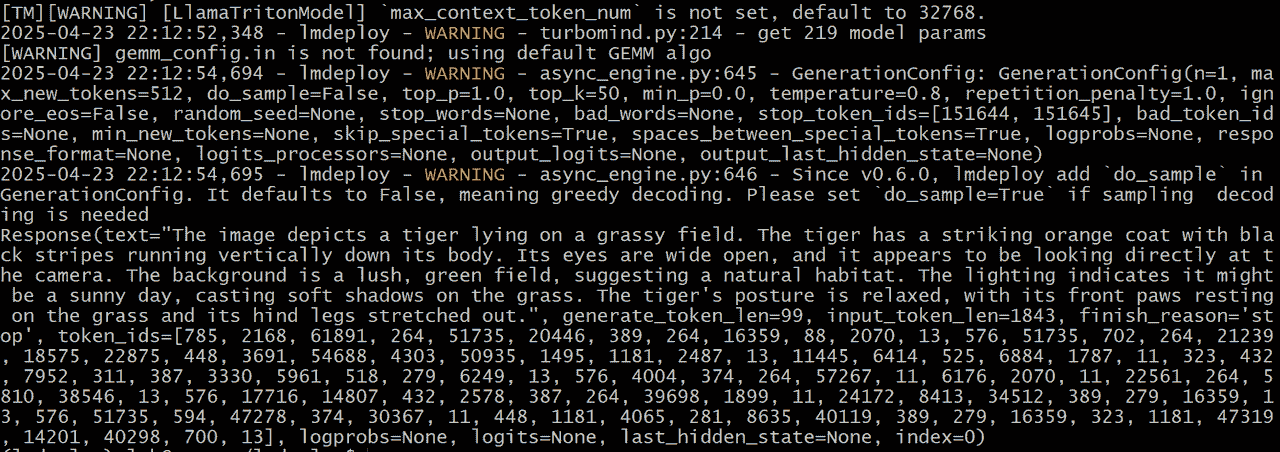 [TM][WARNING] [LlamaTritonModel] `max_context_token_num` is not set, default to 32768.
2025-04-23 22:12:52,348 - lmdeploy - WARNING - turbomind.py:214 - get 219 model params
[WARNING] gemm_config.in is not found; using default GEMM algo
2025-04-23 22:12:54,694 - lmdeploy - WARNING - async_engine.py:645 - GenerationConfig: GenerationConfig(n=1, ma
x_new_tokens=512, do_sample=False, top_p=1.0, top_k=50, min_p=0.0, temperature=0.8, repetition_penalty=1.0, ign
ore_eos=False, random_seed=None, stop_words=None, bad_words=None, stop_token_ids=[151644, 151645], bad_token_id
s=None, min_new_tokens=None, skip_special_tokens=True, spaces_between_special_tokens=True, logprobs=None, respo
nse_format=None, logits_processors=None, output_logits=None, output_last_hidden_state=None)
2025-04-23 22:12:54,695 - lmdeploy - WARNING - async_engine.py:646 - Since v0.6.0, lmdeploy add `do_sample` in
GenerationConfig. It defaults to False, meaning greedy decoding. Please set `do_sample=True` if sampling  decod
ing is needed
Response(text="The image depicts a tiger lying on a grassy field. The tiger has a striking orange coat with bla
ck stripes running vertically down its body. Its eyes are wide open, and it appears to be looking directly at t
he camera. The background is a lush, green field, suggesting a natural habitat. The lighting indicates it might
 be a sunny day, casting soft shadows on the grass. The tiger's posture is relaxed, with its front paws resting
 on the grass and its hind legs stretched out.", generate_token_len=99, input_token_len=1843, finish_reason='st
op', token_ids=[785, 2168, 61891, 264, 51735, 20446, 389, 264, 16359, 88, 2070, 13, 576, 51735, 702, 264, 21239
, 18575, 22875, 448, 3691, 54688, 4303, 50935, 1495, 1181, 2487, 13, 11445, 6414, 525, 6884, 1787, 11, 323, 432
, 7952, 311, 387, 3330, 5961, 518, 279, 6249, 13, 576, 4004, 374, 264, 57267, 11, 6176, 2070, 11, 22561, 264, 5
810, 38546, 13, 576, 17716, 14807, 432, 2578, 387, 264, 39698, 1899, 11, 24172, 8413, 34512, 389, 279, 16359, 1
3, 576, 51735, 594, 47278, 374, 30367, 11, 448, 1181, 4065, 281, 8635, 40119, 389, 279, 16359, 323, 1181, 47319
, 14201, 40298, 700, 13], logprobs=None, logits=None, last_hidden_state=None, index=0)